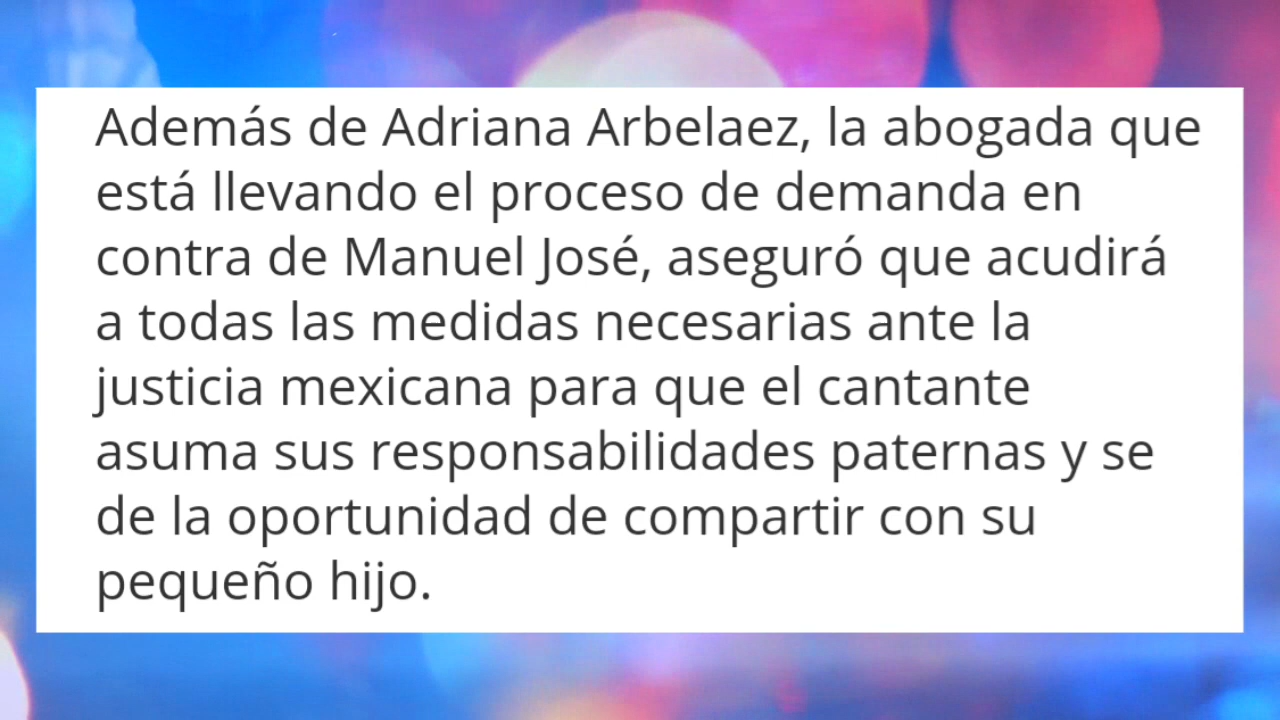 Además de Adriana Arbelaez, la abogada que
está llevando el proceso de demanda en
contra de Manuel José, aseguró que acudirá
a todas las medidas necesarias ante la
justicia mexicana para que el cantante
asuma sus responsabilidades paternas y se
de la oportunidad de compartir con su
pequeño hijo.